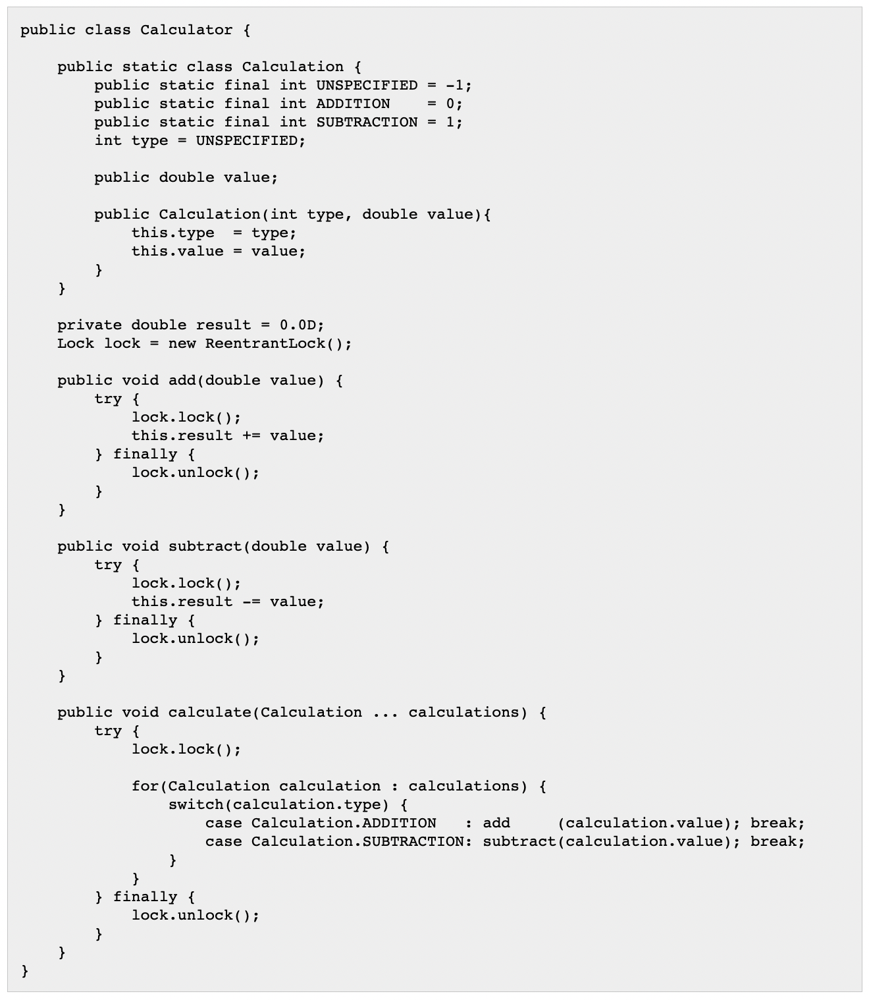 public class Calculator {

    public static class Calculation {
        public static final int UNSPECIFIED = -1;
        public static final int ADDITION    = 0;
        public static final int SUBTRACTION = 1;
        int type = UNSPECIFIED;

        public double value;

        public Calculation(int type, double value){
            this.type  = type;
            this.value = value;
        }
    }

    private double result = 0.0D;
    Lock lock = new ReentrantLock();

    public void add(double value) {
        try {
            lock.lock();
            this.result += value;
        } finally {
            lock.unlock();
        }
    }

    public void subtract(double value) {
        try {
            lock.lock();
            this.result -= value;
        } finally {
            lock.unlock();
        }
    }

    public void calculate(Calculation ... calculations) {
        try {
            lock.lock();

            for(Calculation calculation : calculations) {
                switch(calculation.type) {
                    case Calculation.ADDITION   : add     (calculation.value); break;
                    case Calculation.SUBTRACTION: subtract(calculation.value); break;
                }
            }
        } finally {
            lock.unlock();
        }
    }
}